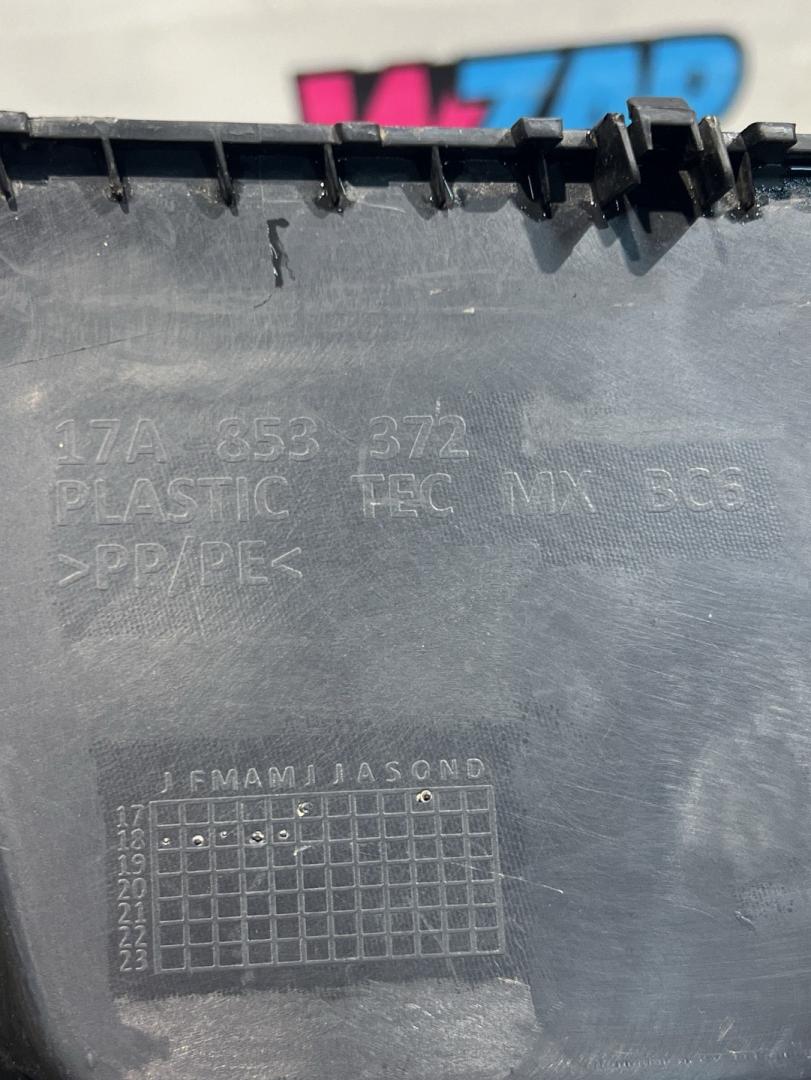 17A 853 372
PLASTIC TEC MX BC6
>PP/PE<
J F M A M J J A S O N D
17
18
19
20
21
22
23